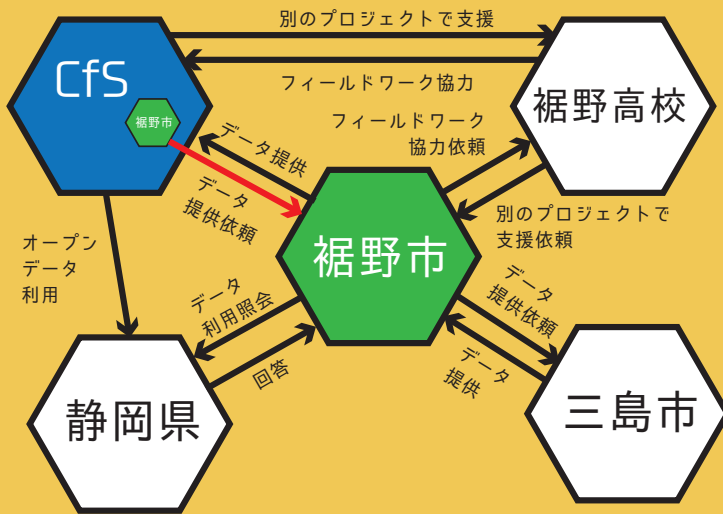 別のプロジェクトで支援
CfS
裾野市
フィールドワーク協力
裾野高校
フィールドワーク
協力依頼
データ提供
データ
提供依頼
別のプロジェクトで
支援依頼
裾野市
オープン
データ
利用
データ
利用照会
回答
データ
提供依頼
データ
提供
静岡県
三島市